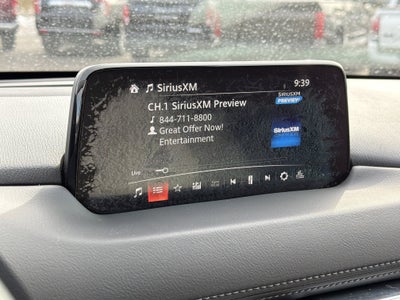 SiriusXM
9:39
CH.1 SiriusXM Preview
844-711-8800
Great Offer Now!
Entertainment
SIRIUSXM
PREVIEW
SiriusXM
Live